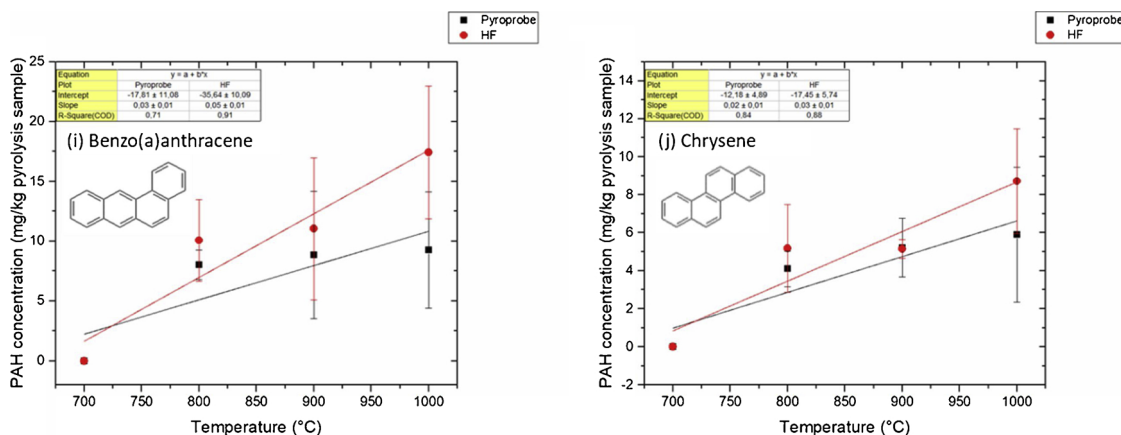 Pyroprobe
HF
Equation y = a + b*x
Plot Pyroprobe HF
Intercept -17,81 ± 11,08 -35,64 ± 10,09
Slope 0,03 ± 0,01 0,05 ± 0,01
R-Square(COD) 0,71 0,91
(i) Benzo(a)anthracene
PAH concentration (mg/kg pyrolysis sample)
25
20
15
10
5
0
700 750 800 850 900 950 1000
Temperature (°C)
Pyroprobe
HF
Equation y = a + b*x
Plot Pyroprobe HF
Intercept -12,18 ± 4,89 -17,45 ± 5,74
Slope 0,02 ± 0,01 0,03 ± 0,01
R-Square(COD) 0,84 0,88
(j) Chrysene
PAH concentration (mg/kg pyrolysis sample)
14
12
10
8
6
4
2
0
-2
700 750 800 850 900 950 1000
Temperature (°C)